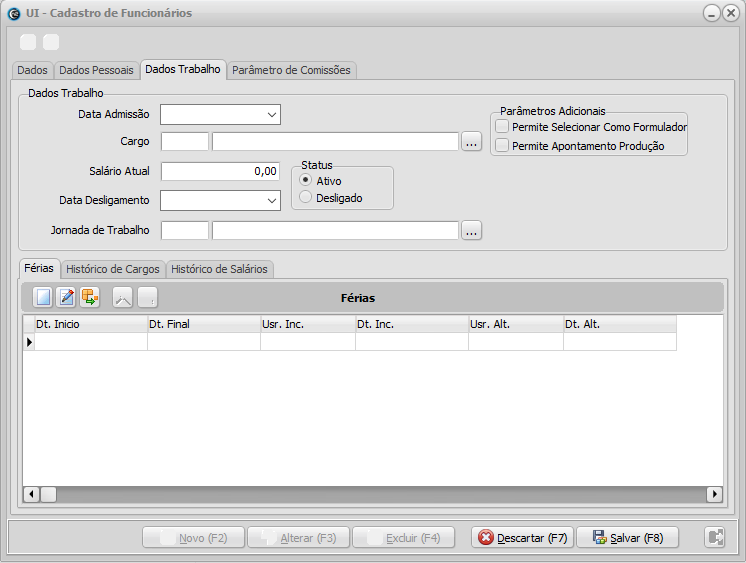 UI - Cadastro de Funcionários
Dados
Dados Pessoais
Dados Trabalho
Parâmetro de Comissões
Dados Trabalho
Data Admissão
Cargo
...
Salário Atual
0,00
Status
Ativo
Desligado
Data Desligamento
Jornada de Trabalho
...
Parâmetros Adicionais
Permite Selecionar Como Formulador
Permite Apontamento Produção
Férias
Histórico de Cargos
Histórico de Salários
Férias
Dt. Inicio
Dt. Final
Usr. Inc.
Dt. Inc.
Usr. Alt.
Dt. Alt.
Novo (F2)
Alterar (F3)
Excluir (F4)
Descartar (F7)
Salvar (F8)